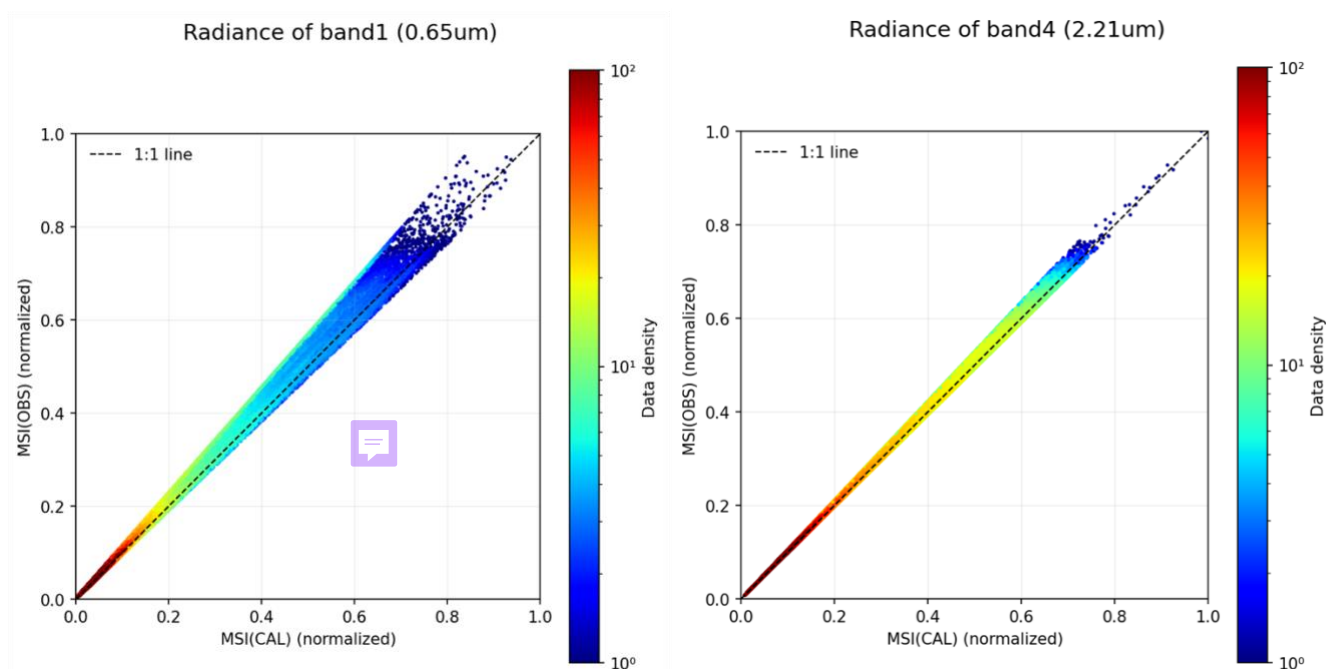 Radiance of band1 (0.65um)
10²
10¹
10⁰
Data density
1.0
0.8
0.6
0.4
0.2
0.0
1:1 line
MSI(OBS) (normalized)
0.0 0.2 0.4 0.6 0.8 1.0
MSI(CAL) (normalized)
Radiance of band4 (2.21um)
10²
10¹
10⁰
Data density
1.0
0.8
0.6
0.4
0.2
0.0
1:1 line
MSI(OBS) (normalized)
0.0 0.2 0.4 0.6 0.8 1.0
MSI(CAL) (normalized)